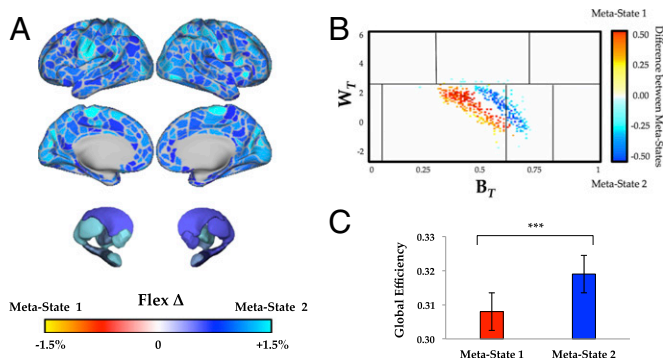 A
Meta-State 1 Flex Δ Meta-State 2
-1.5% 0 +1.5%
B
Meta-State 1
6
4
2
0
-2
W_T
0 0.25 0.50 0.75 1
B_T
0.50
0.25
0.00
-0.25
-0.50
Difference between Meta-States
Meta-State 2
C
***
0.33
0.32
0.31
0.30
Global Efficiency
Meta-State 1 Meta-State 2